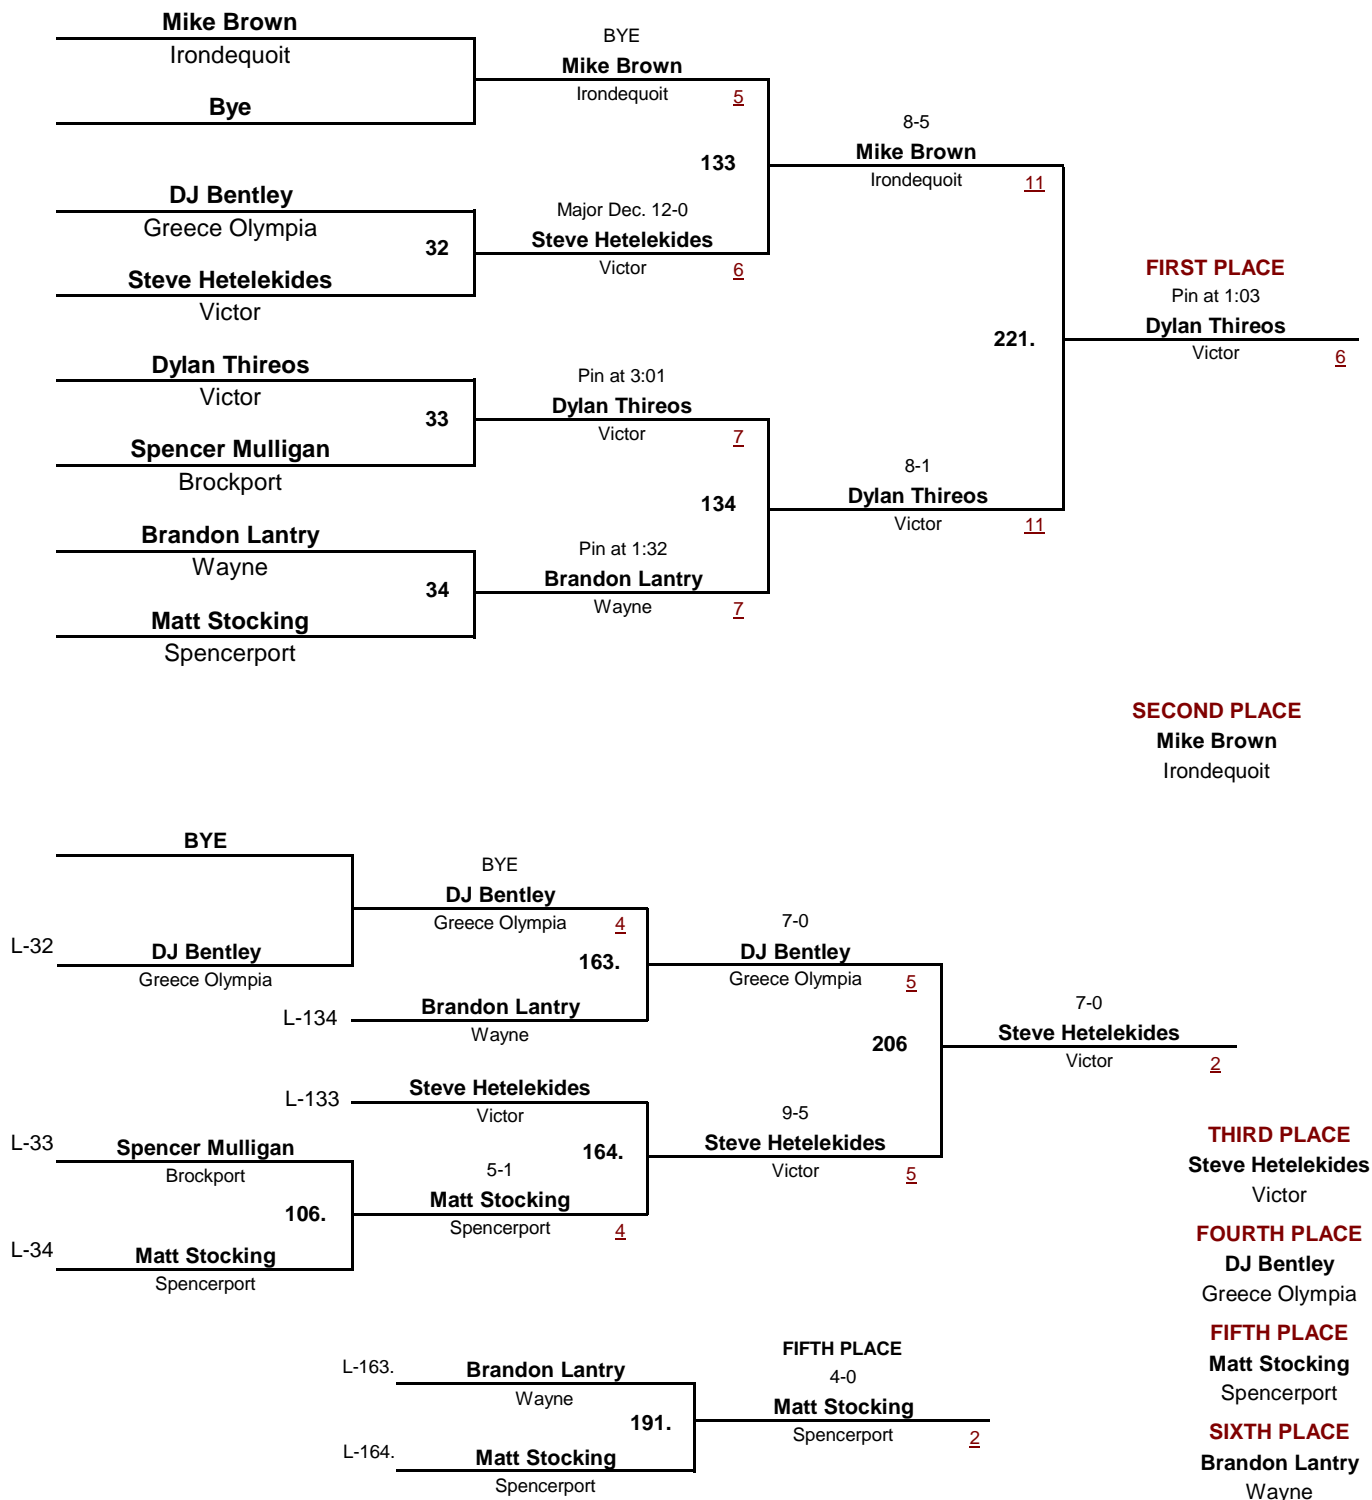 Mike Brown
Irondequoit
Bye
BYE
Mike Brown
Irondequoit 5
133
DJ Bentley
Greece Olympia
32
Steve Hetelekides
Victor
Major Dec. 12-0
Steve Hetelekides
Victor 6
8-5
Mike Brown
Irondequoit 11
Dylan Thireos
Victor
33
Spencer Mulligan
Brockport
Pin at 3:01
Dylan Thireos
Victor 7
134
Brandon Lantry
Wayne
34
Matt Stocking
Spencerport
Pin at 1:32
Brandon Lantry
Wayne 7
8-1
Dylan Thireos
Victor 11
221.
FIRST PLACE
Pin at 1:03
Dylan Thireos
Victor 6
SECOND PLACE
Mike Brown
Irondequoit
BYE
L-32 DJ Bentley
Greece Olympia
BYE
DJ Bentley
Greece Olympia 4
163.
L-134 Brandon Lantry
Wayne
7-0
DJ Bentley
Greece Olympia 5
206
L-133 Steve Hetelekides
Victor
164.
L-33 Spencer Mulligan
Brockport
106.
L-34 Matt Stocking
Spencerport
5-1
Matt Stocking
Spencerport 4
9-5
Steve Hetelekides
Victor 5
7-0
Steve Hetelekides
Victor 2
THIRD PLACE
Steve Hetelekides
Victor
FOURTH PLACE
DJ Bentley
Greece Olympia
FIFTH PLACE
Matt Stocking
Spencerport
SIXTH PLACE
Brandon Lantry
Wayne
L-163. Brandon Lantry
Wayne
191.
L-164. Matt Stocking
Spencerport
FIFTH PLACE
4-0
Matt Stocking
Spencerport 2